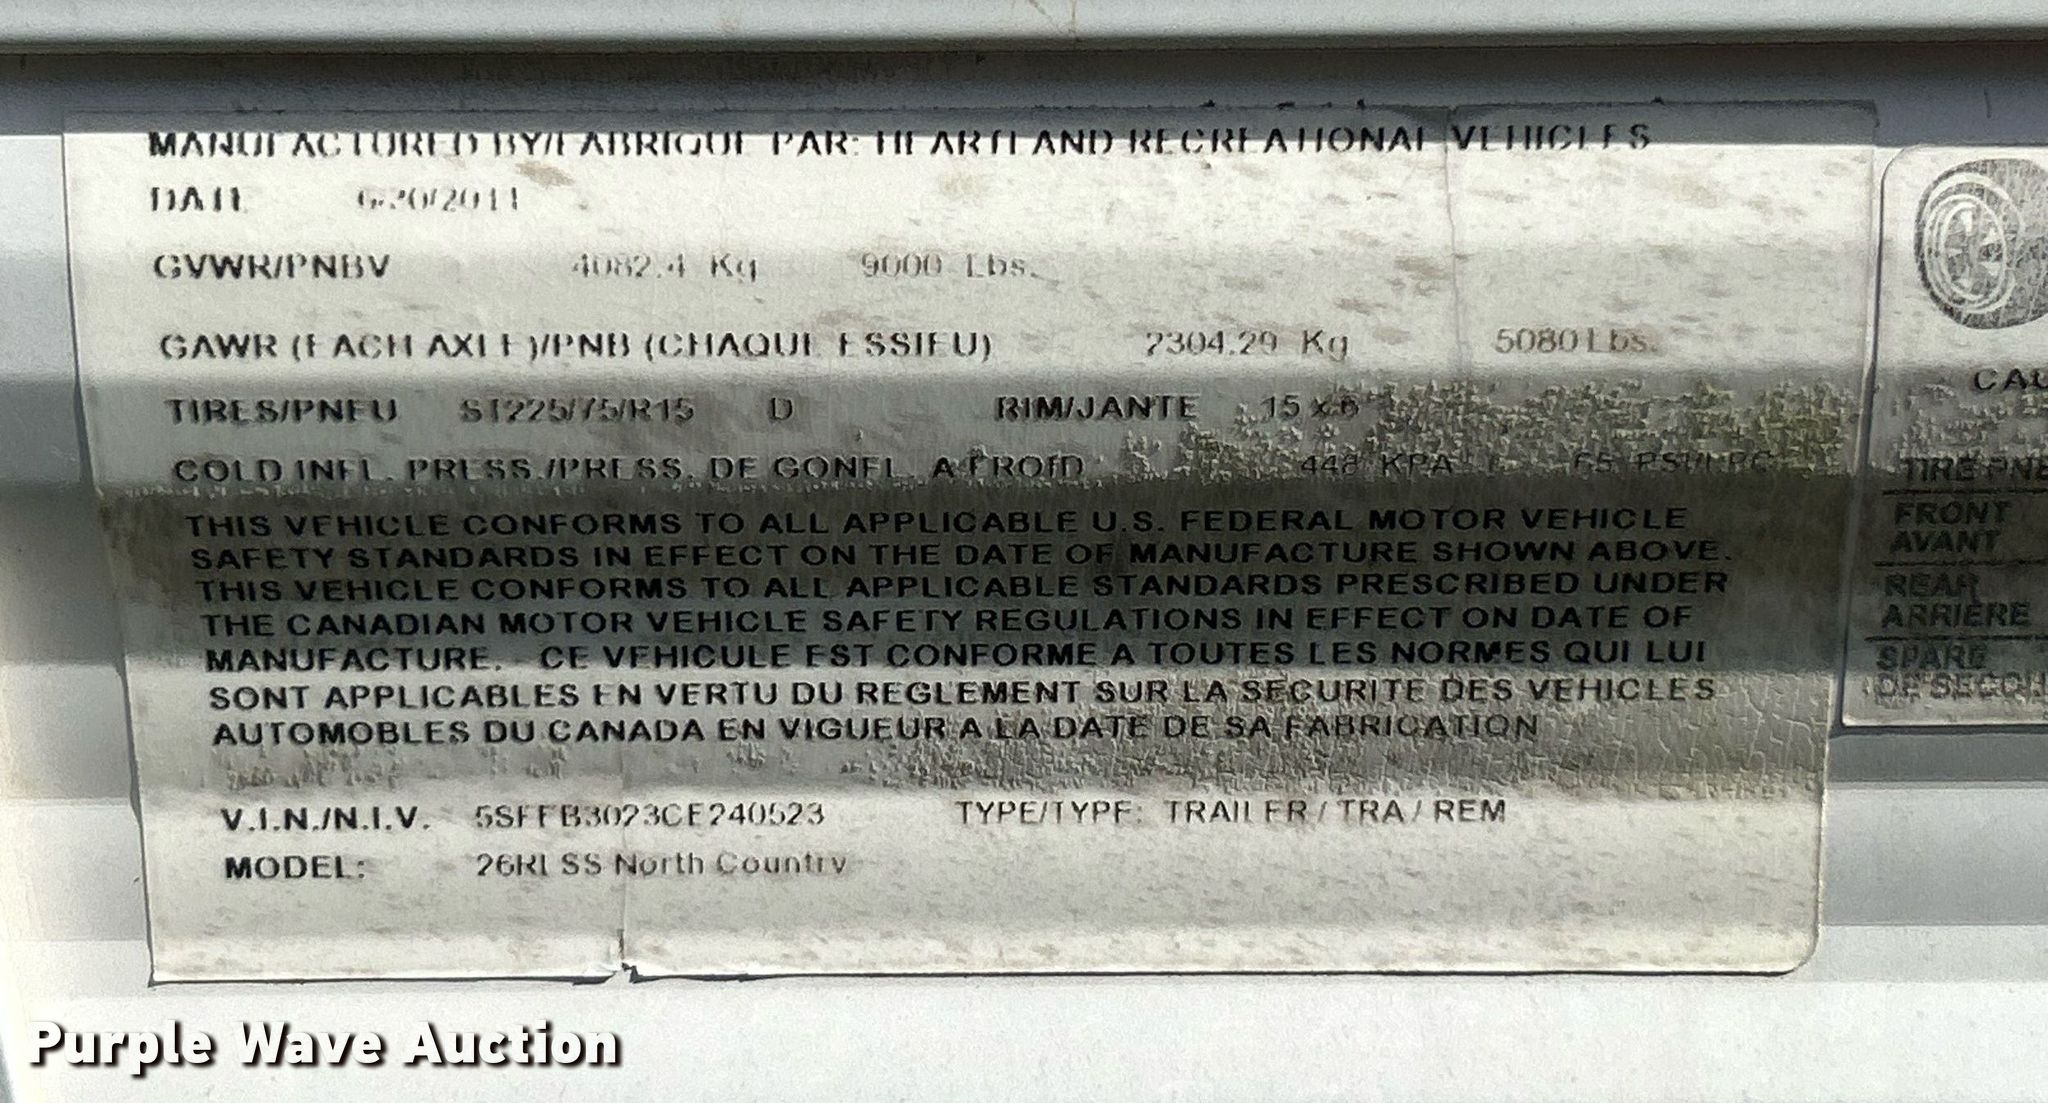 MANUFACTURED BY/FABRIQUE PAR: HEARTLAND RECREATIONAL VEHICLES
DATE 6/20/2011
GVWR/PNBV 4082.4 Kg 9000 Lbs.
GAWR (EACH AXLE)/PNB (CHAQUE ESSIEU) 2304.29 Kg 5080 Lbs.
TIRES/PNEU ST225/75/R15 D RIM/JANTE 15 x 6
COLD INFL. PRESS./PRESS. DE GONFL. A FROID 448 KPA 65 PSI/LPC
THIS VEHICLE CONFORMS TO ALL APPLICABLE U.S. FEDERAL MOTOR VEHICLE
SAFETY STANDARDS IN EFFECT ON THE DATE OF MANUFACTURE SHOWN ABOVE.
THIS VEHICLE CONFORMS TO ALL APPLICABLE STANDARDS PRESCRIBED UNDER
THE CANADIAN MOTOR VEHICLE SAFETY REGULATIONS IN EFFECT ON DATE OF
MANUFACTURE. CE VEHICULE EST CONFORME A TOUTES LES NORMES QUI LUI
SONT APPLICABLES EN VERTU DU REGLEMENT SUR LA SECURITE DES VEHICLES
AUTOMOBLES DU CANADA EN VIGUEUR A LA DATE DE SA FABRICATION
V.I.N./N.I.V. 5SFFB3023CE240523 TYPE/TYPE: TRAILER / TRA / REM
MODEL: 26RLSS North Country
CAU
TIRE PNE
FRONT
AVANT
REAR
ARRIÈRE
SPARE
DE SECOU
Purple Wave Auction